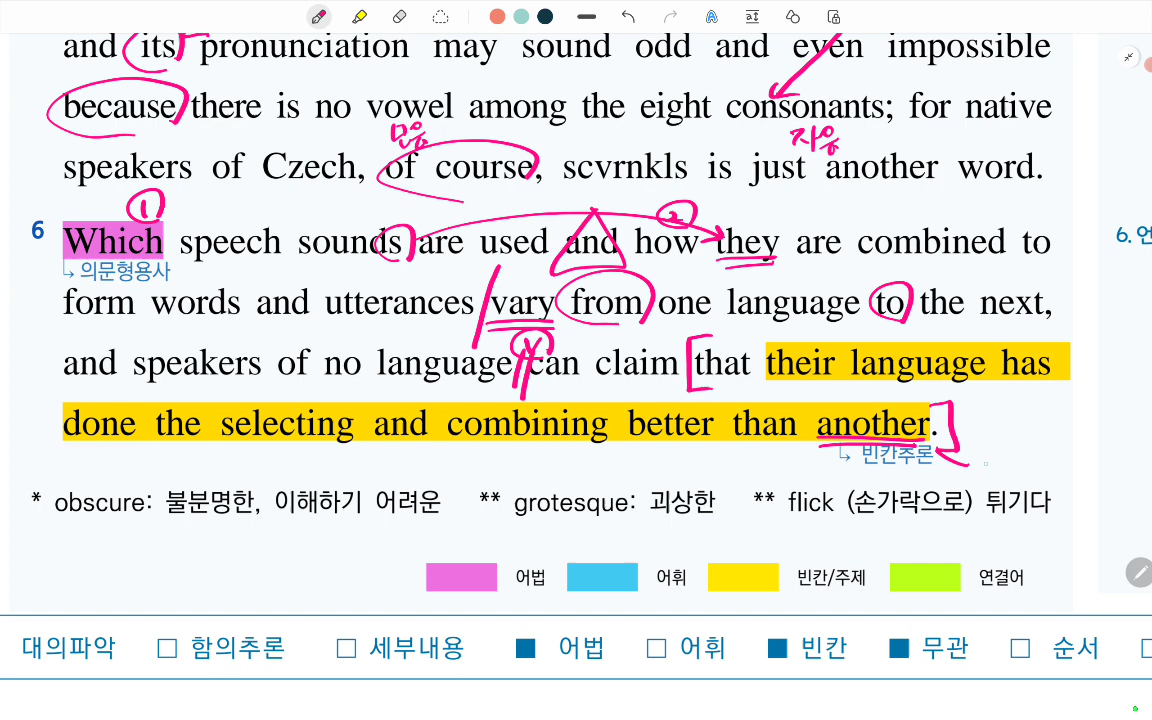 and its pronunciation may sound odd and even impossible
because there is no vowel among the eight consonants; for native
모음 자음
speakers of Czech, of course, scvrnkls is just another word.
① ②
6 Which speech sounds are used and how they are combined to 6. 언
↳ 의문형용사
form words and utterances vary from one language to the next,
and speakers of no language can claim [that their language has
done the selecting and combining better than another.]
↳ 빈칸추론
* obscure: 불분명한, 이해하기 어려운 ** grotesque: 괴상한 ** flick (손가락으로) 튀기다
어법 어휘 빈칸/주제 연결어
대의파악 □ 함의추론 □ 세부내용 ■ 어법 □ 어휘 ■ 빈칸 ■ 무관 □ 순서 □